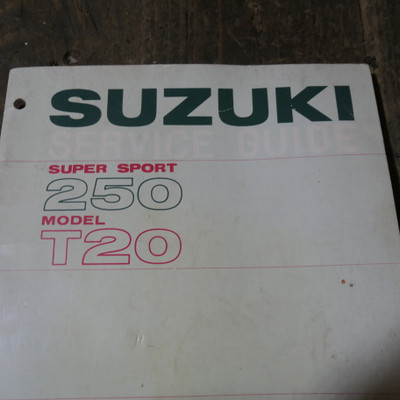 SUZUKI
SERVICE GUIDE
SUPER SPORT
250
MODEL
T20